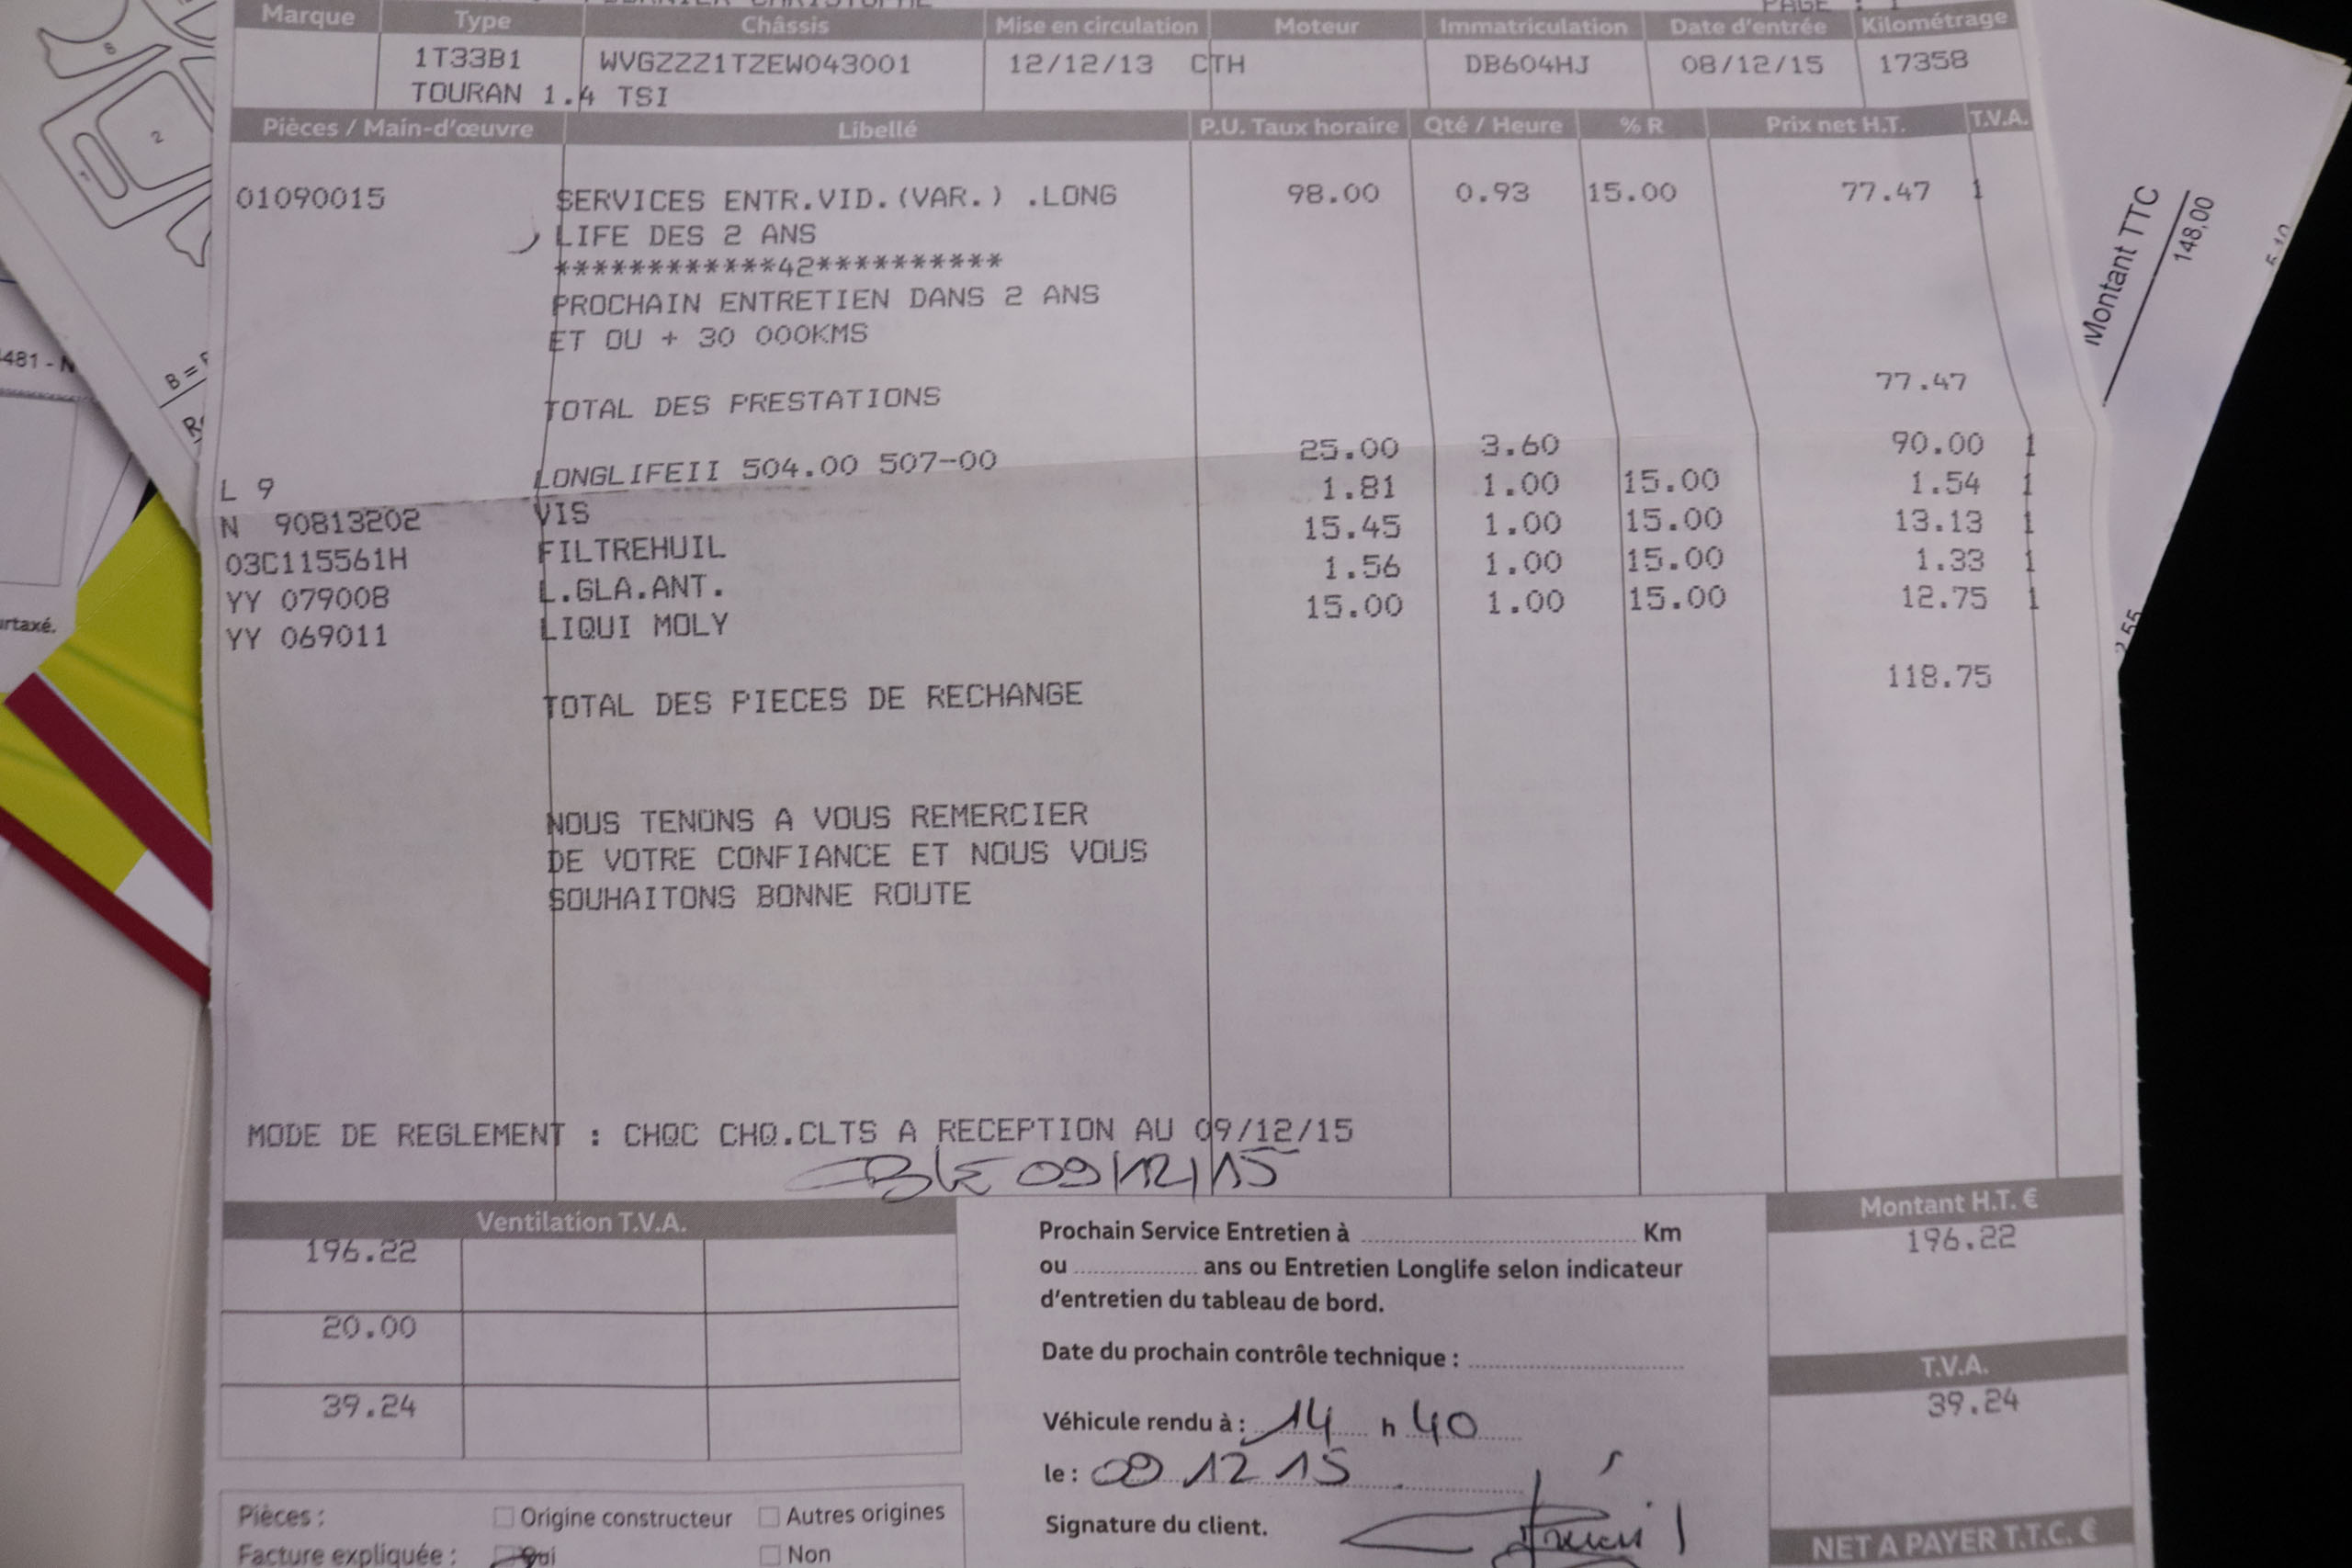 PAGE : 1
Marque Type Châssis Mise en circulation Moteur Immatriculation Date d'entrée Kilométrage
1T33B1 WVGZZZ1TZEW043001 12/12/13 CTH DB604HJ 08/12/15 17358
TOURAN 1.4 TSI
Pièces / Main-d'œuvre Libellé P.U. Taux horaire Qté / Heure % R Prix net H.T. T.V.A.
01090015 SERVICES ENTR.VID.(VAR.) .LONG 98.00 0.93 15.00 77.47 1
LIFE DES 2 ANS
************42**********
PROCHAIN ENTRETIEN DANS 2 ANS
ET OU + 30 000KMS
TOTAL DES PRESTATIONS 77.47
L 9 LONGLIFEII 504.00 507-00 25.00 3.60 90.00 1
N 90813202 VIS 1.81 1.00 15.00 1.54 1
03C115561H FILTREHUIL 15.45 1.00 15.00 13.13 1
YY 079008 L.GLA.ANT. 1.56 1.00 15.00 1.33 1
YY 069011 LIQUI MOLY 15.00 1.00 15.00 12.75 1
TOTAL DES PIECES DE RECHANGE 118.75
NOUS TENONS A VOUS REMERCIER
DE VOTRE CONFIANCE ET NOUS VOUS
SOUHAITONS BONNE ROUTE
MODE DE REGLEMENT : CHQC CHQ.CLTS A RECEPTION AU 09/12/15
09/12/15
Ventilation T.V.A.
196.22
20.00
39.24
Prochain Service Entretien à Km
ou ans ou Entretien Longlife selon indicateur
d'entretien du tableau de bord.
Date du prochain contrôle technique :
Véhicule rendu à : 14 h 40
le : 09 12 15
Signature du client.
Montant H.T. €
196.22
T.V.A.
39.24
NET A PAYER T.T.C. €
Pièces : Origine constructeur Autres origines
Facture expliquée : Oui Non
Montant TTC
148,00
2
8
B =
481 - N
urtaxé.